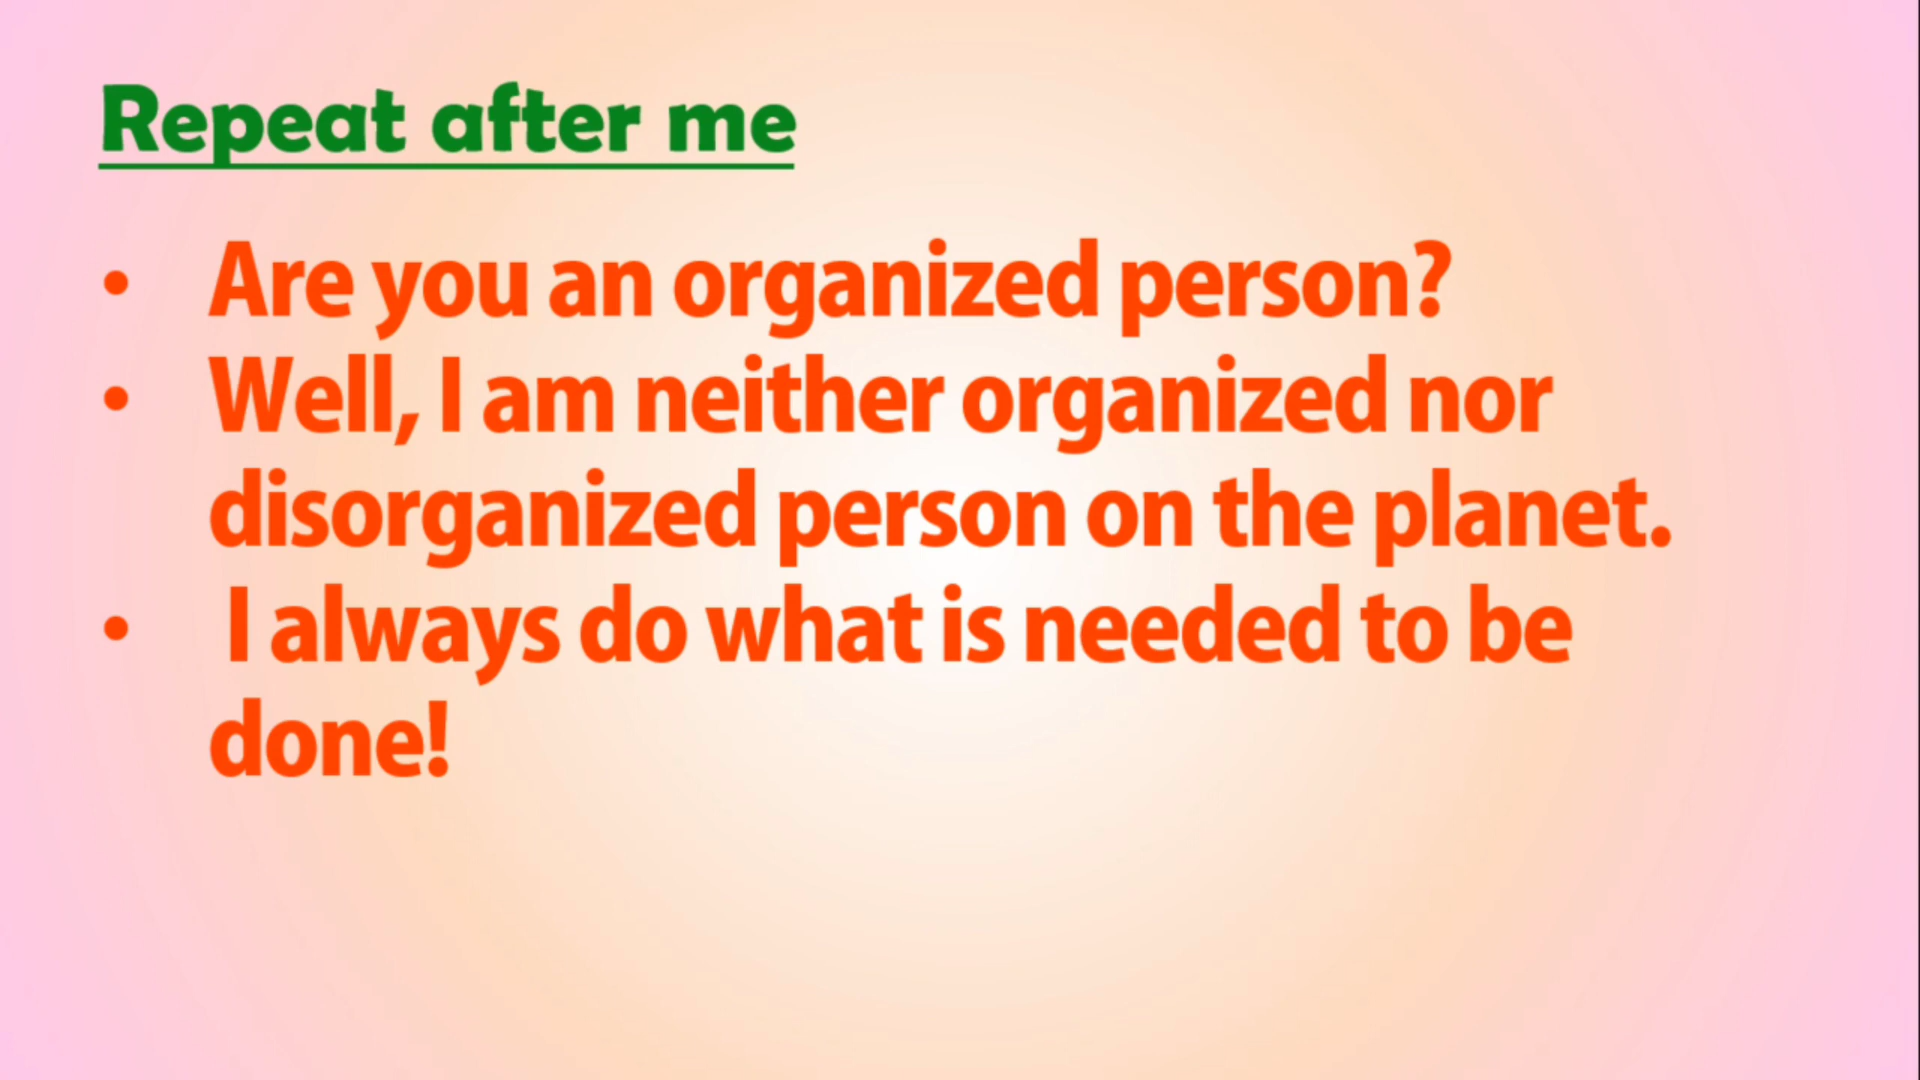 Repeat after me
• Are you an organized person?
• Well, I am neither organized nor
disorganized person on the planet.
• I always do what is needed to be
done!